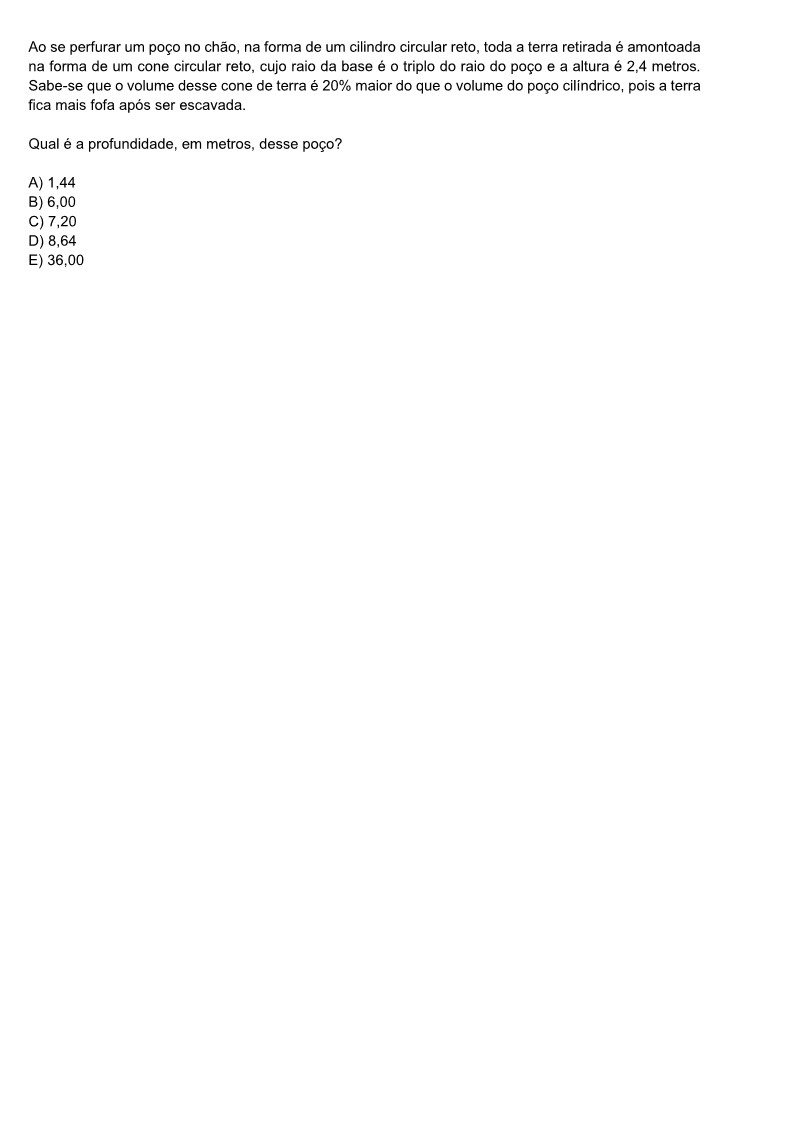 Ao se perfurar um poço no chão, na forma de um cilindro circular reto, toda a terra retirada é amontoada
na forma de um cone circular reto, cujo raio da base é o triplo do raio do poço e a altura é 2,4 metros.
Sabe-se que o volume desse cone de terra é 20% maior do que o volume do poço cilíndrico, pois a terra
fica mais fofa após ser escavada.
Qual é a profundidade, em metros, desse poço?
A) 1,44
B) 6,00
C) 7,20
D) 8,64
E) 36,00